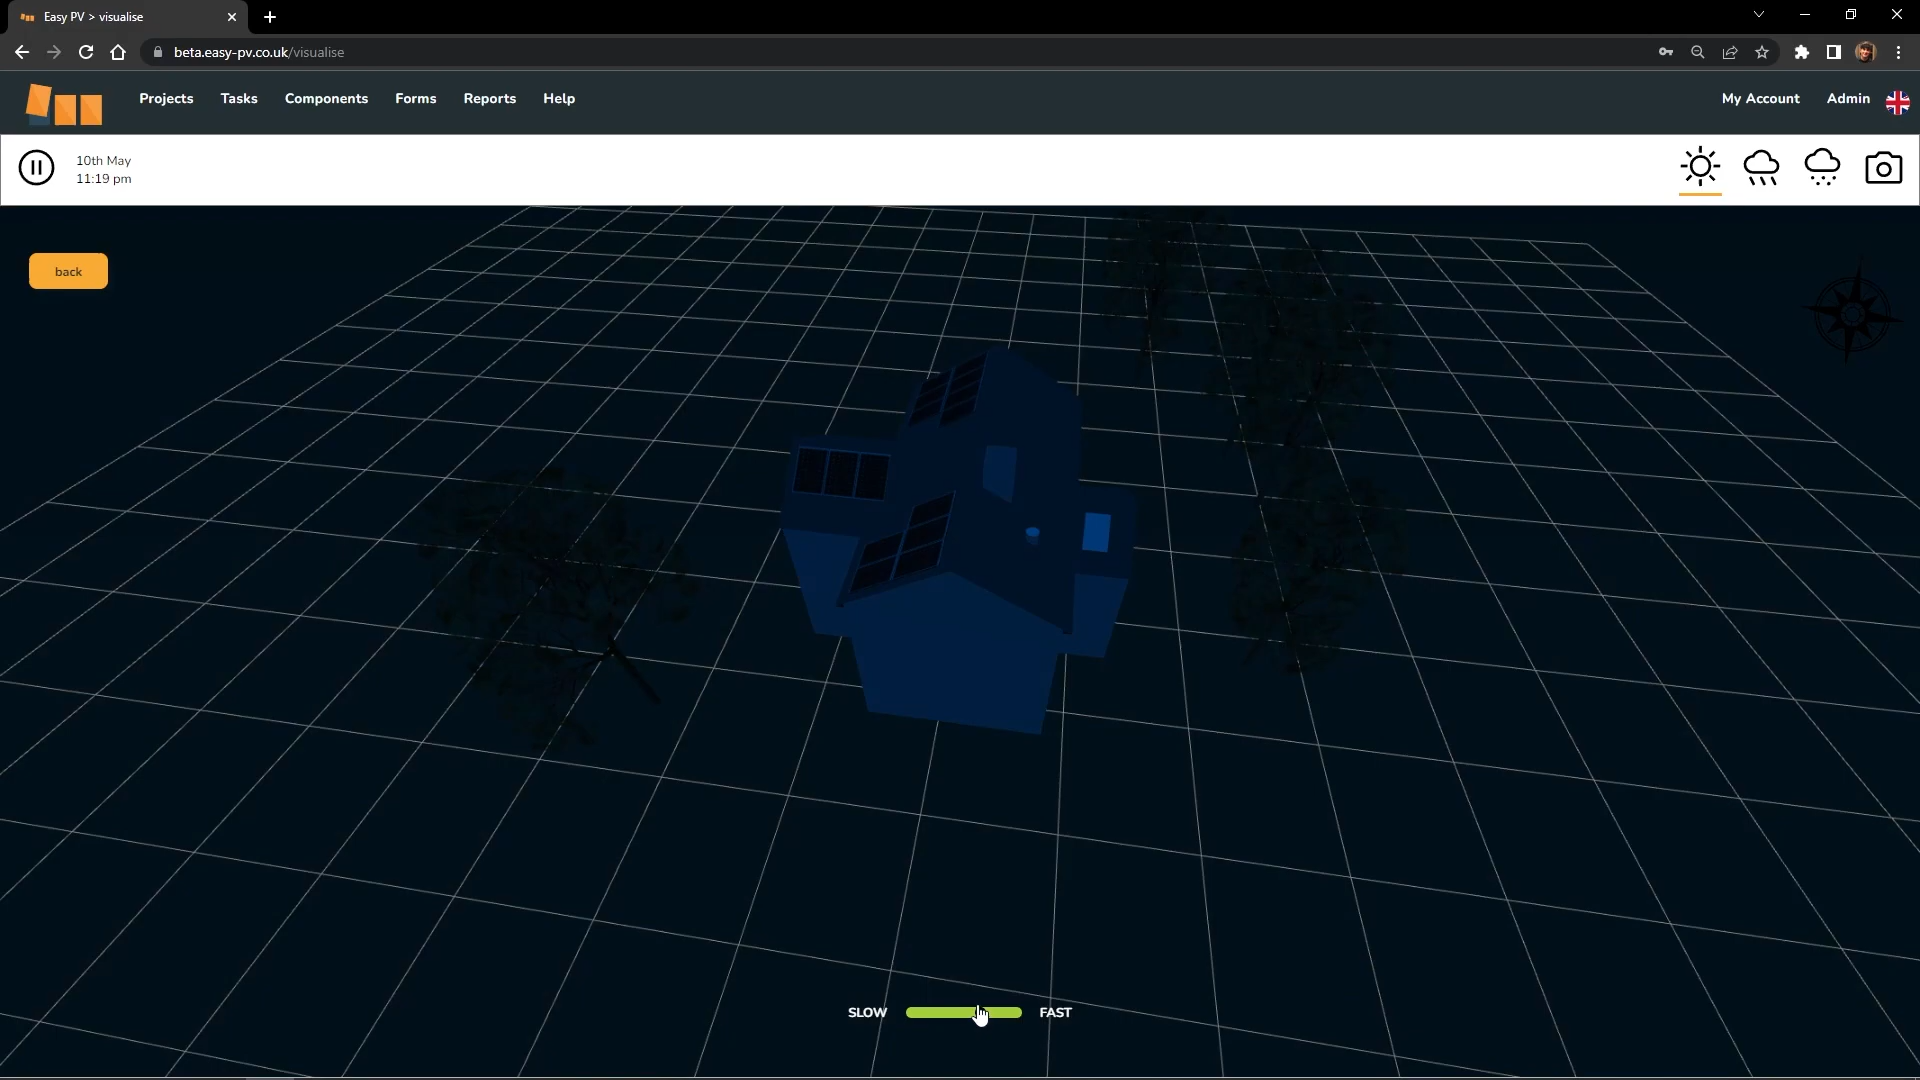 Easy PV > visualise
beta.easy-pv.co.uk/visualise
Projects Tasks Components Forms Reports Help My Account Admin
10th May
11:19 pm
back
SLOW FAST